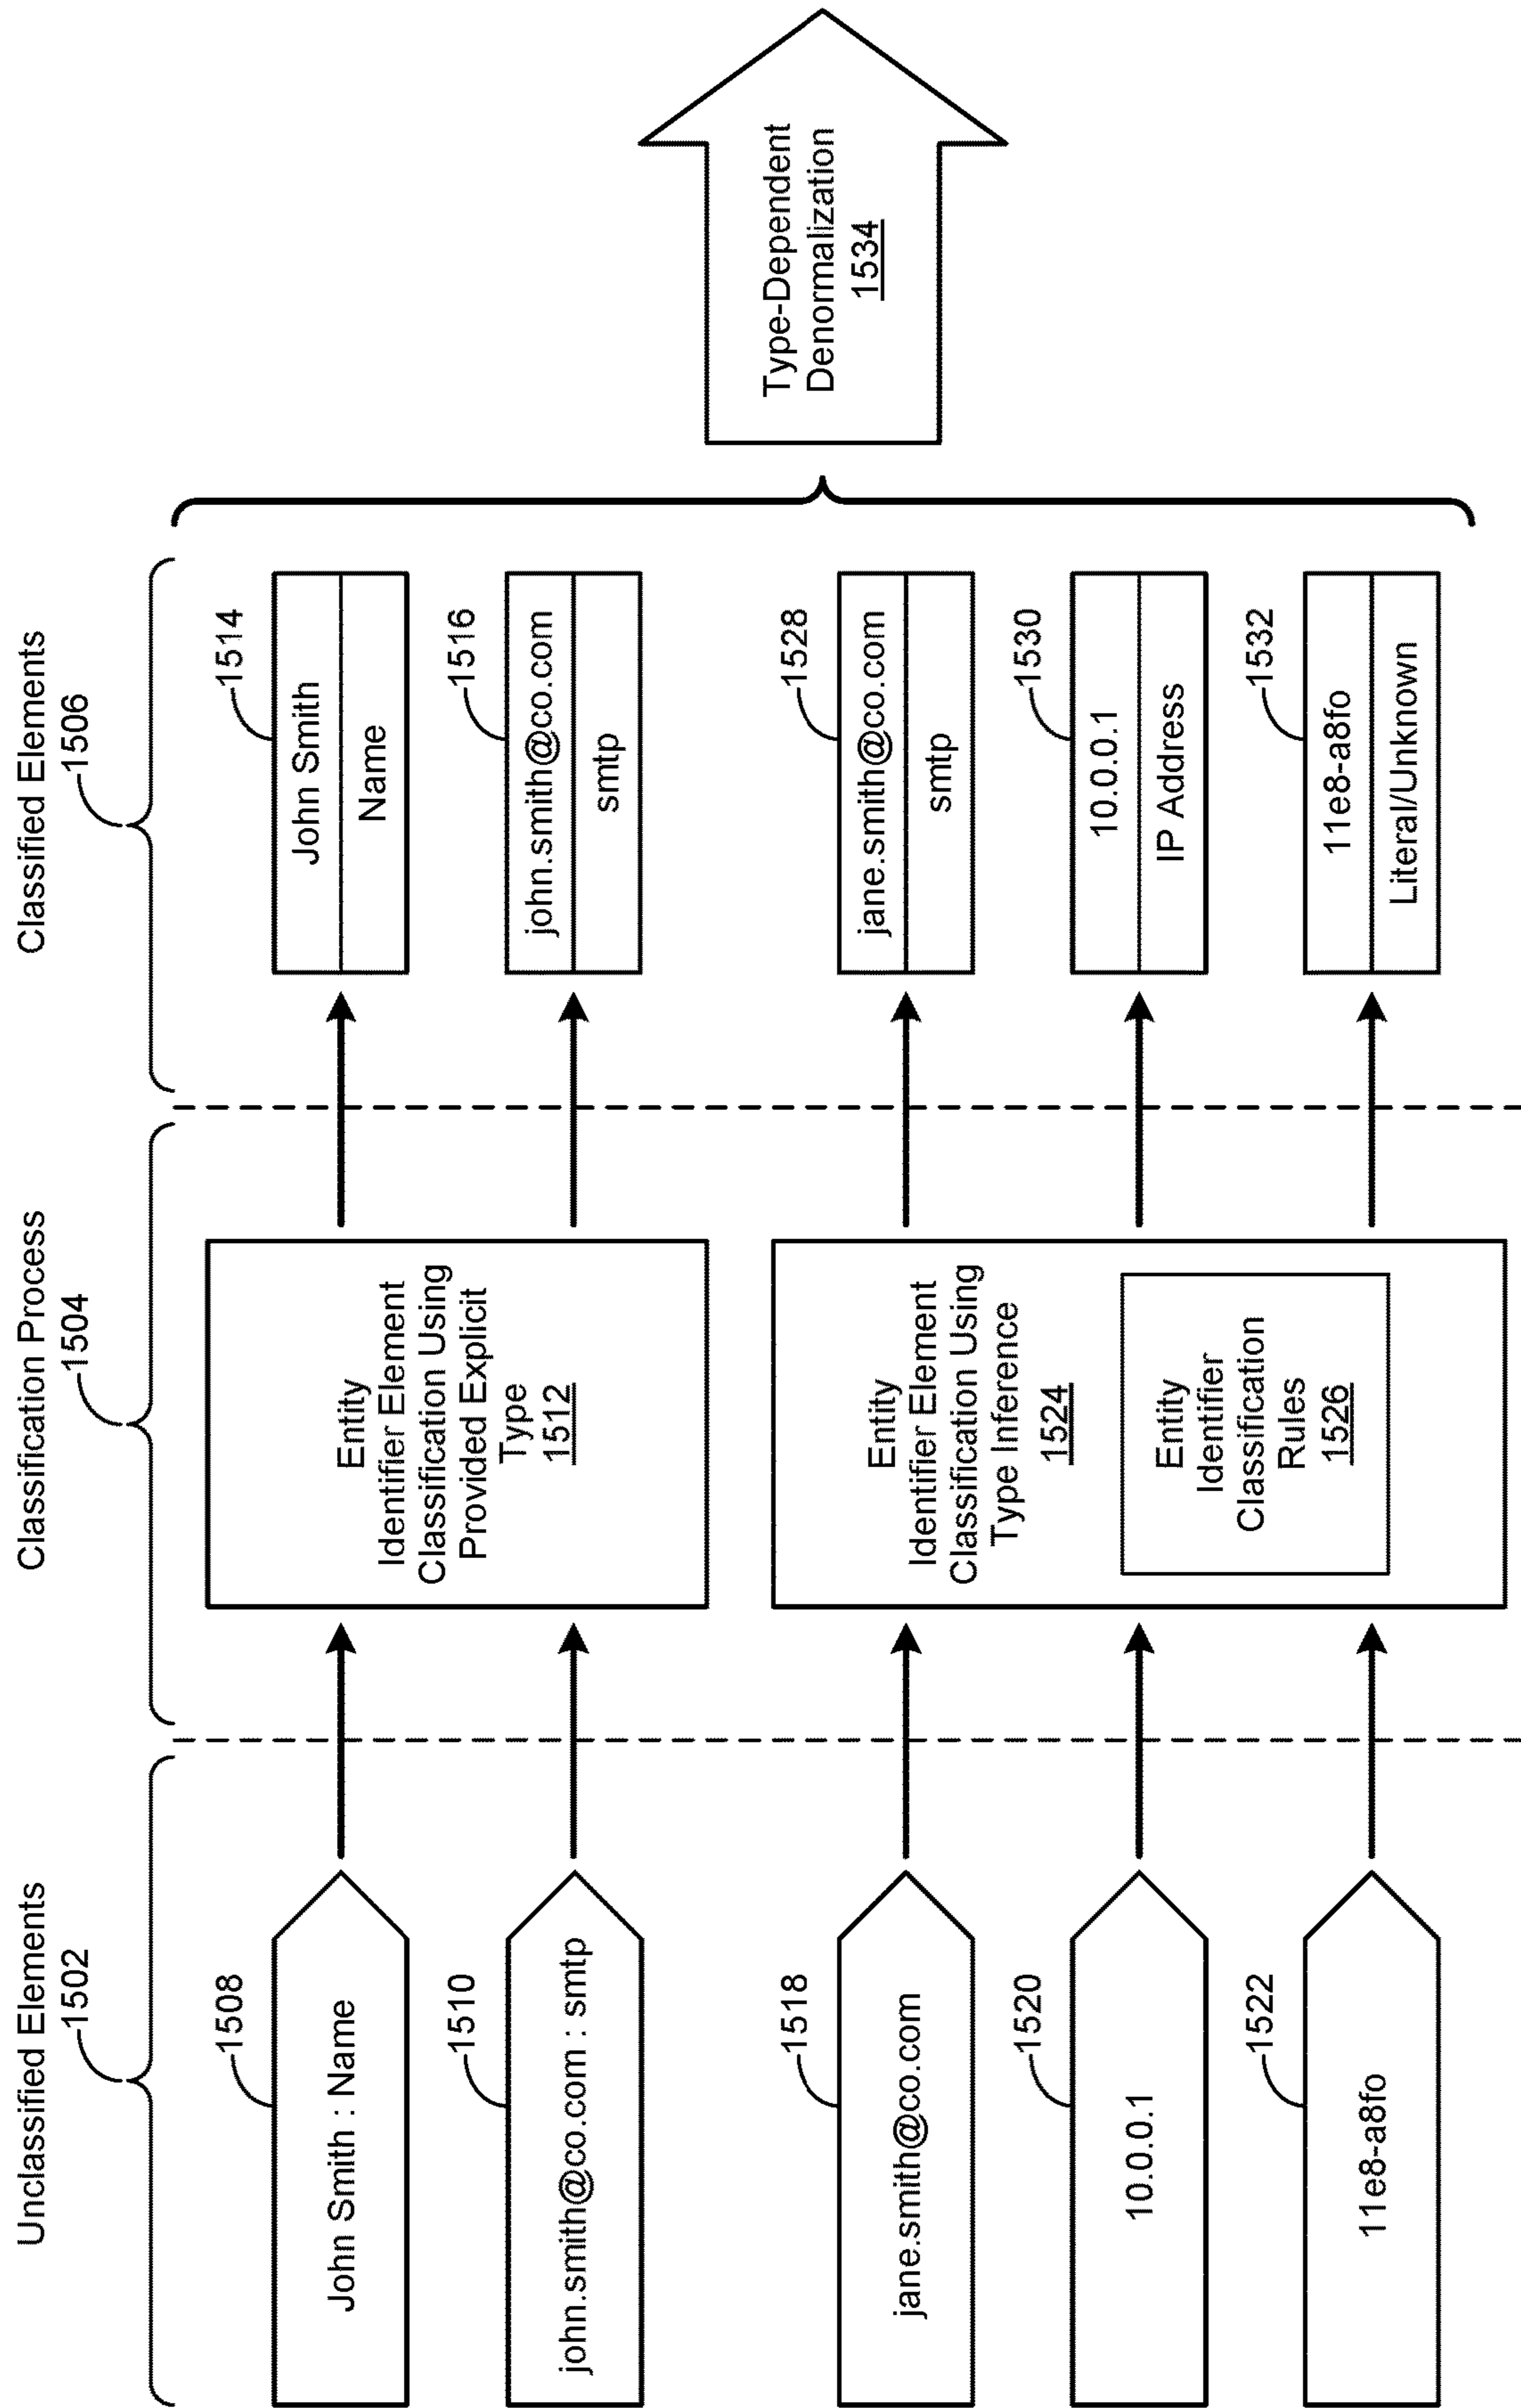 Unclassified Elements
1502
Classification Process
1504
Classified Elements
1506
1508
John Smith : Name
1510
john.smith@co.com : smtp
Entity
Identifier Element
Classification Using
Provided Explicit
Type
1512
1514
John Smith
Name
1516
john.smith@co.com
smtp
1518
jane.smith@co.com
1520
10.0.0.1
1522
11e8-a8fo
Entity
Identifier Element
Classification Using
Type Inference
1524
Entity
Identifier
Classification
Rules
1526
1528
jane.smith@co.com
smtp
1530
10.0.0.1
IP Address
1532
11e8-a8fo
Literal/Unknown
Type-Dependent
Denormalization
1534